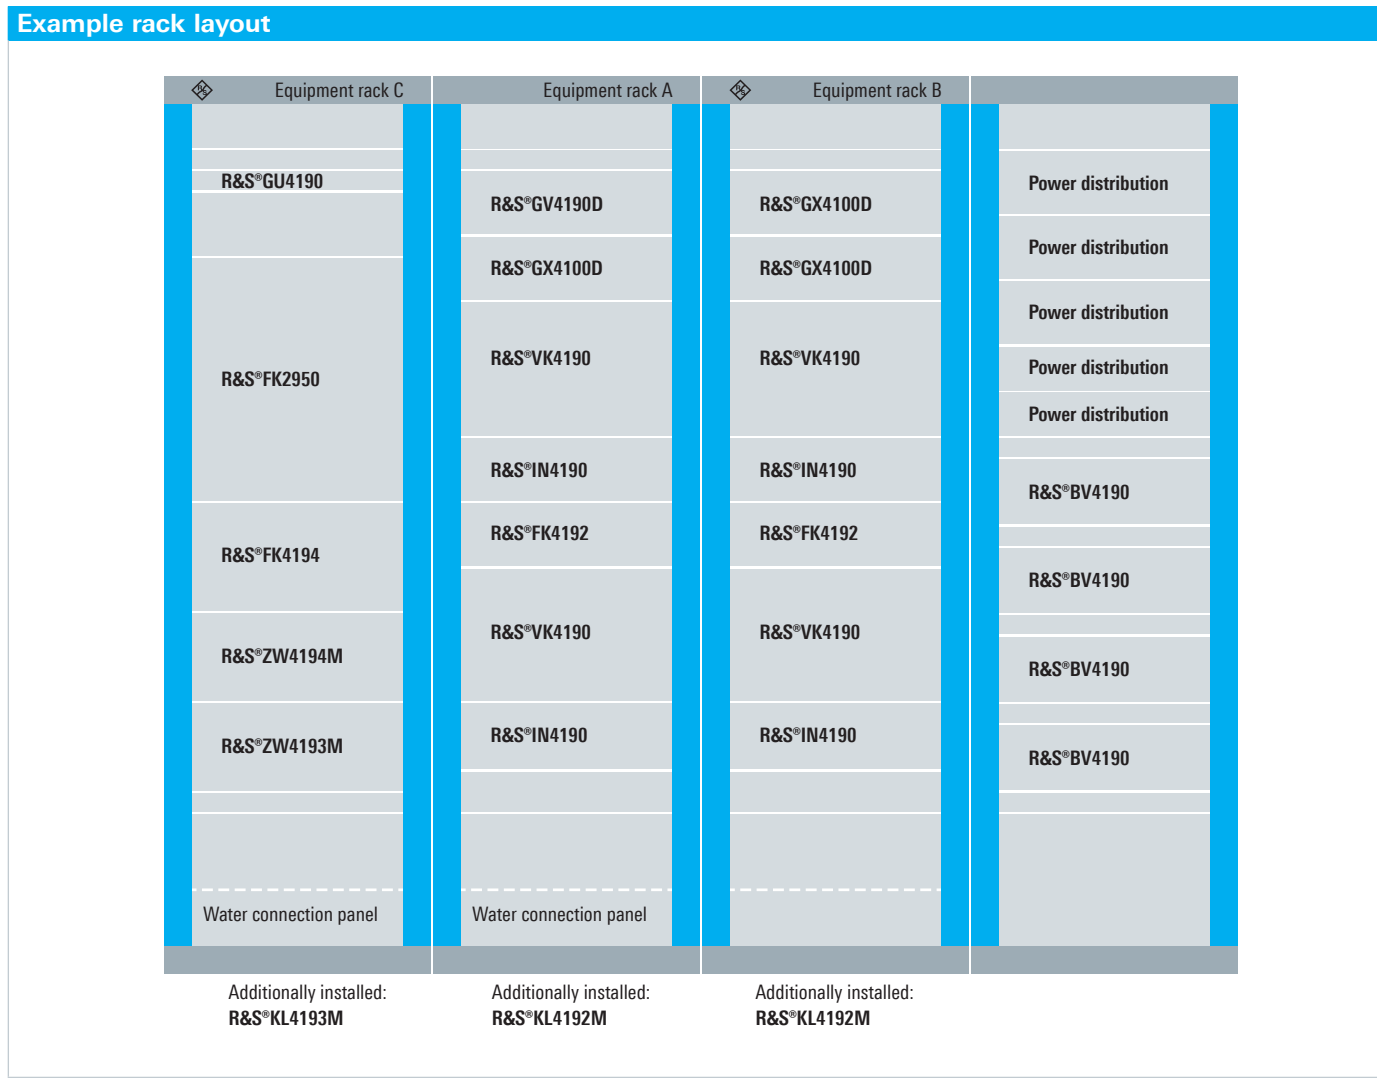 Example rack layout
Equipment rack C
R&S®GU4190
R&S®FK2950
R&S®FK4194
R&S®ZW4194M
R&S®ZW4193M
Water connection panel
Additionally installed:
R&S®KL4193M
Equipment rack A
R&S®GV4190D
R&S®GX4100D
R&S®VK4190
R&S®IN4190
R&S®FK4192
R&S®VK4190
R&S®IN4190
Water connection panel
Additionally installed:
R&S®KL4192M
Equipment rack B
R&S®GX4100D
R&S®GX4100D
R&S®VK4190
R&S®IN4190
R&S®FK4192
R&S®VK4190
R&S®IN4190
Additionally installed:
R&S®KL4192M
Power distribution
Power distribution
Power distribution
Power distribution
Power distribution
R&S®BV4190
R&S®BV4190
R&S®BV4190
R&S®BV4190